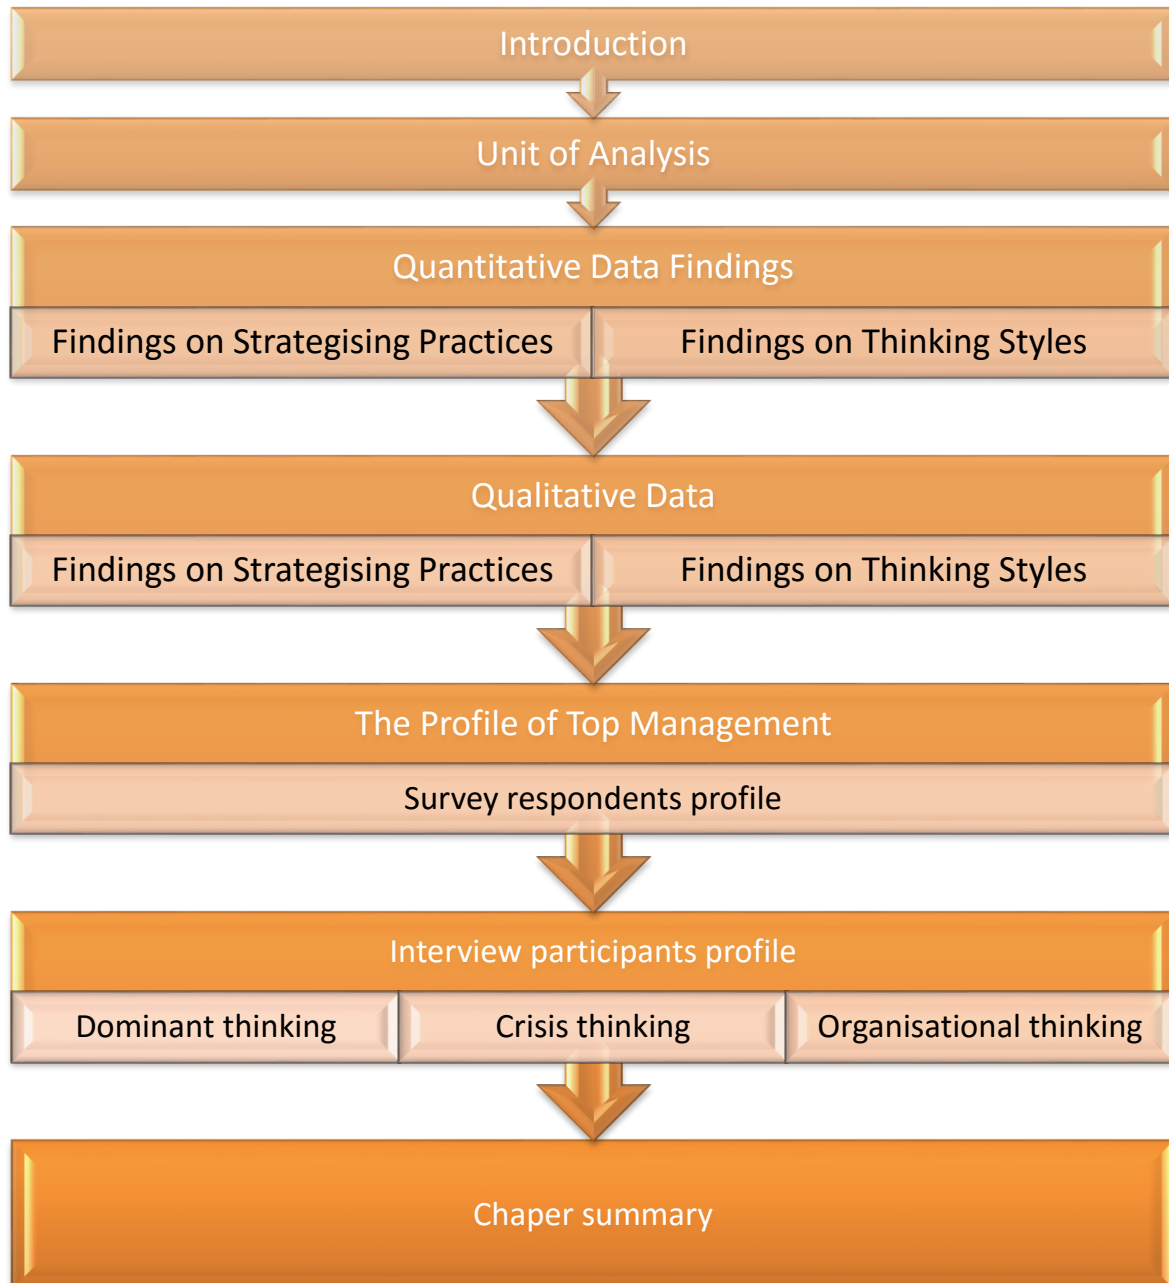 Introduction
Unit of Analysis
Quantitative Data Findings
Findings on Strategising Practices
Findings on Thinking Styles
Qualitative Data
Findings on Strategising Practices
Findings on Thinking Styles
The Profile of Top Management
Survey respondents profile
Interview participants profile
Dominant thinking
Crisis thinking
Organisational thinking
Chaper summary